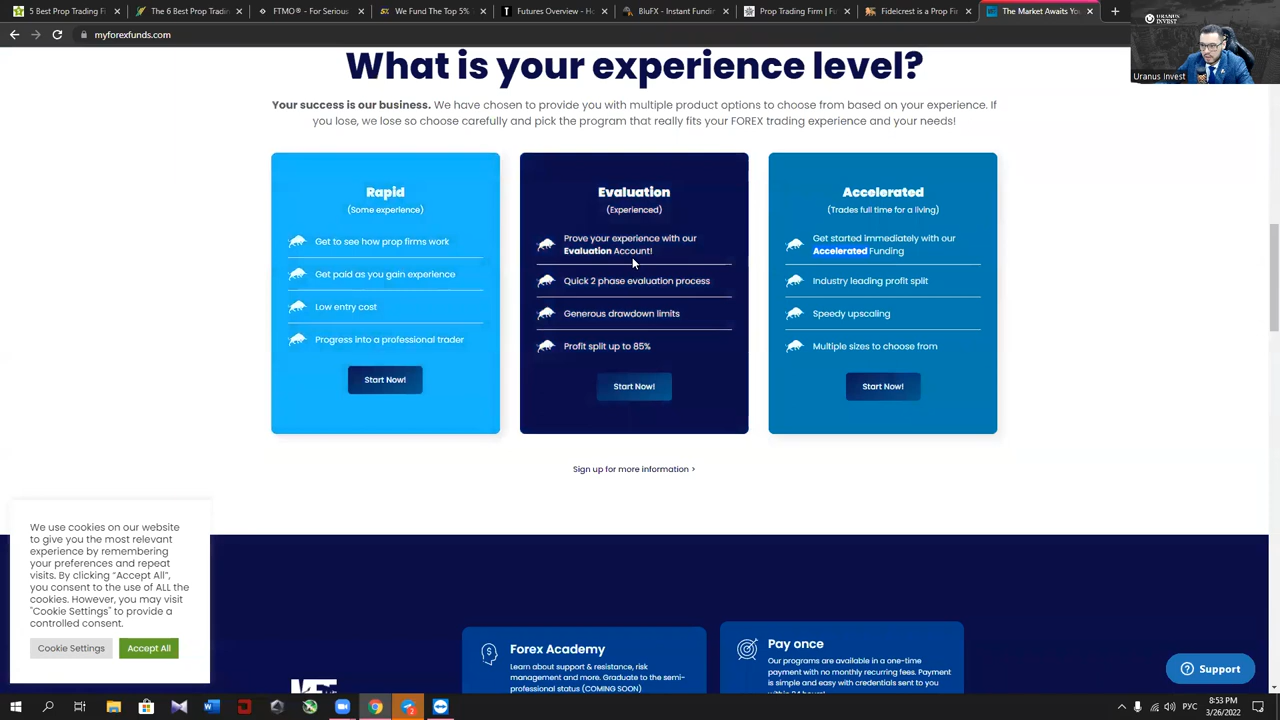 5 Best Prop Trading Fi
The 6 Best Prop Trade
FTMO® - For Serious
We Fund The Top 5%
Futures Overview - Ho
BluFX - Instant Fundi
Prop Trading Firm | Fu
Fidelcrest is a Prop Fi
The Market Awaits Yo
myforexfunds.com
URANUS
INVEST
Uranus Invest
What is your experience level?
Your success is our business. We have chosen to provide you with multiple product options to choose from based on your experience. If
you lose, we lose so choose carefully and pick the program that really fits your FOREX trading experience and your needs!
Rapid
(Some experience)
Get to see how prop firms work
Get paid as you gain experience
Low entry cost
Progress into a professional trader
Start Now!
Evaluation
(Experienced)
Prove your experience with our
Evaluation Account!
Quick 2 phase evaluation process
Generous drawdown limits
Profit split up to 85%
Start Now!
Accelerated
(Trades full time for a living)
Get started immediately with our
Accelerated Funding
Industry leading profit split
Speedy upscaling
Multiple sizes to choose from
Start Now!
Sign up for more information >
We use cookies on our website
to give you the most relevant
experience by remembering
your preferences and repeat
visits. By clicking “Accept All”,
you consent to the use of ALL the
cookies. However, you may visit
"Cookie Settings" to provide a
controlled consent.
Cookie Settings
Accept All
Forex Academy
Learn about support & resistance, risk
management and more. Graduate to the semi-
professional status (COMING SOON)
Pay once
Our programs are available in a one-time
payment with no monthly recurring fees. Payment
is simple and easy with credentials sent to you
Support
РУС
8:53 PM
3/26/2022